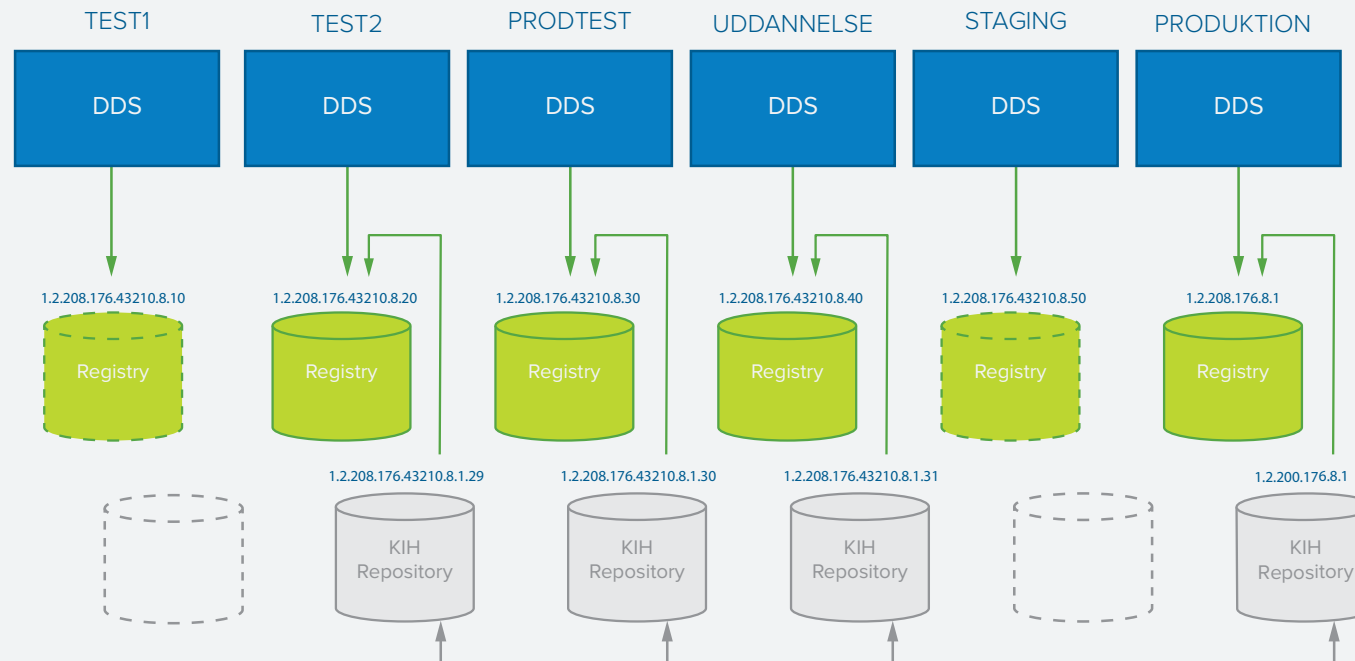 TEST1
TEST2
PRODTEST
UDDANNELSE
STAGING
PRODUKTION
DDS
DDS
DDS
DDS
DDS
DDS
1.2.208.176.43210.8.10
1.2.208.176.43210.8.20
1.2.208.176.43210.8.30
1.2.208.176.43210.8.40
1.2.208.176.43210.8.50
1.2.208.176.8.1
Registry
Registry
Registry
Registry
Registry
Registry
1.2.208.176.43210.8.1.29
1.2.208.176.43210.8.1.30
1.2.208.176.43210.8.1.31
1.2.200.176.8.1
KIH
Repository
KIH
Repository
KIH
Repository
KIH
Repository